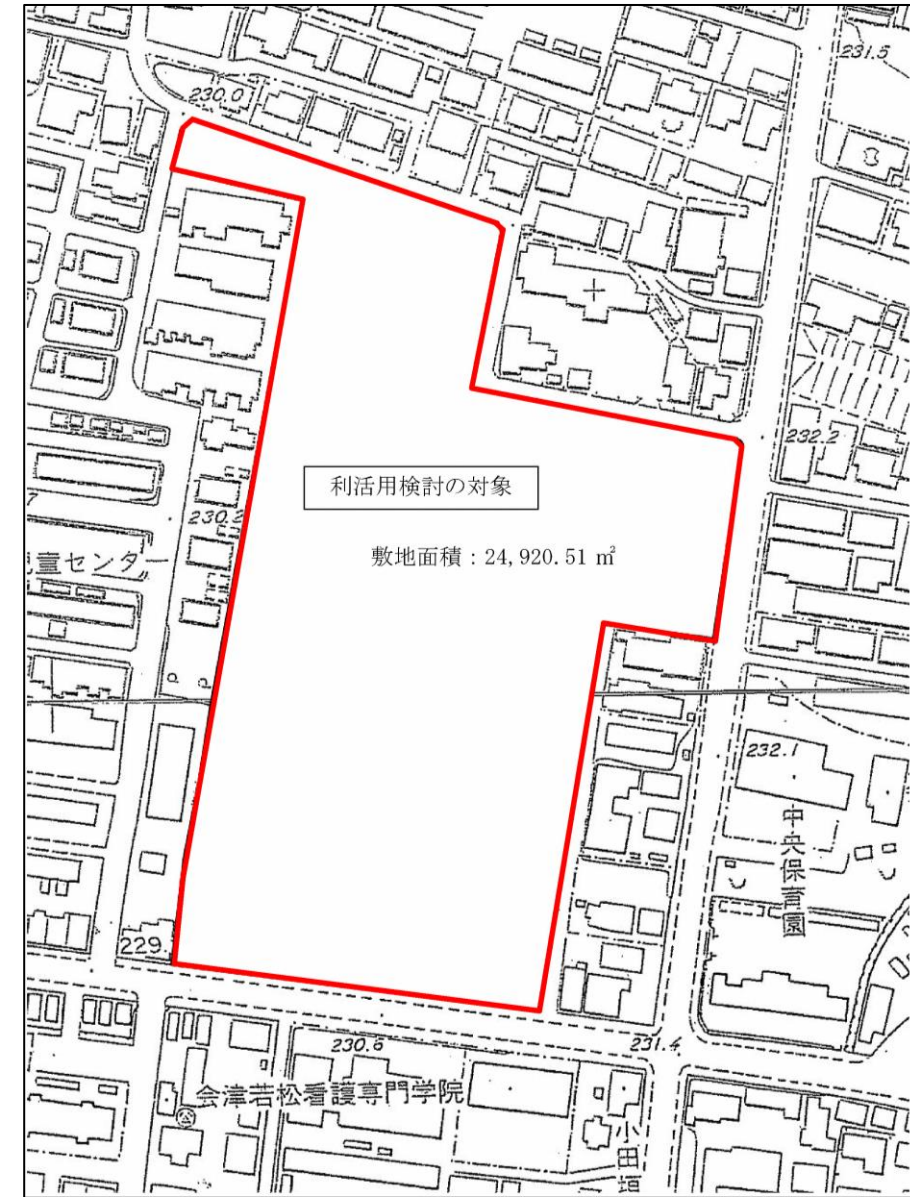 231.5
230.0
232.2
利活用検討の対象
230.2
敷地面積：24,920.51 ㎡
童センター
232.1
中央保育園
229.
230.6
231.4
会津若松看護専門学院
小田垣